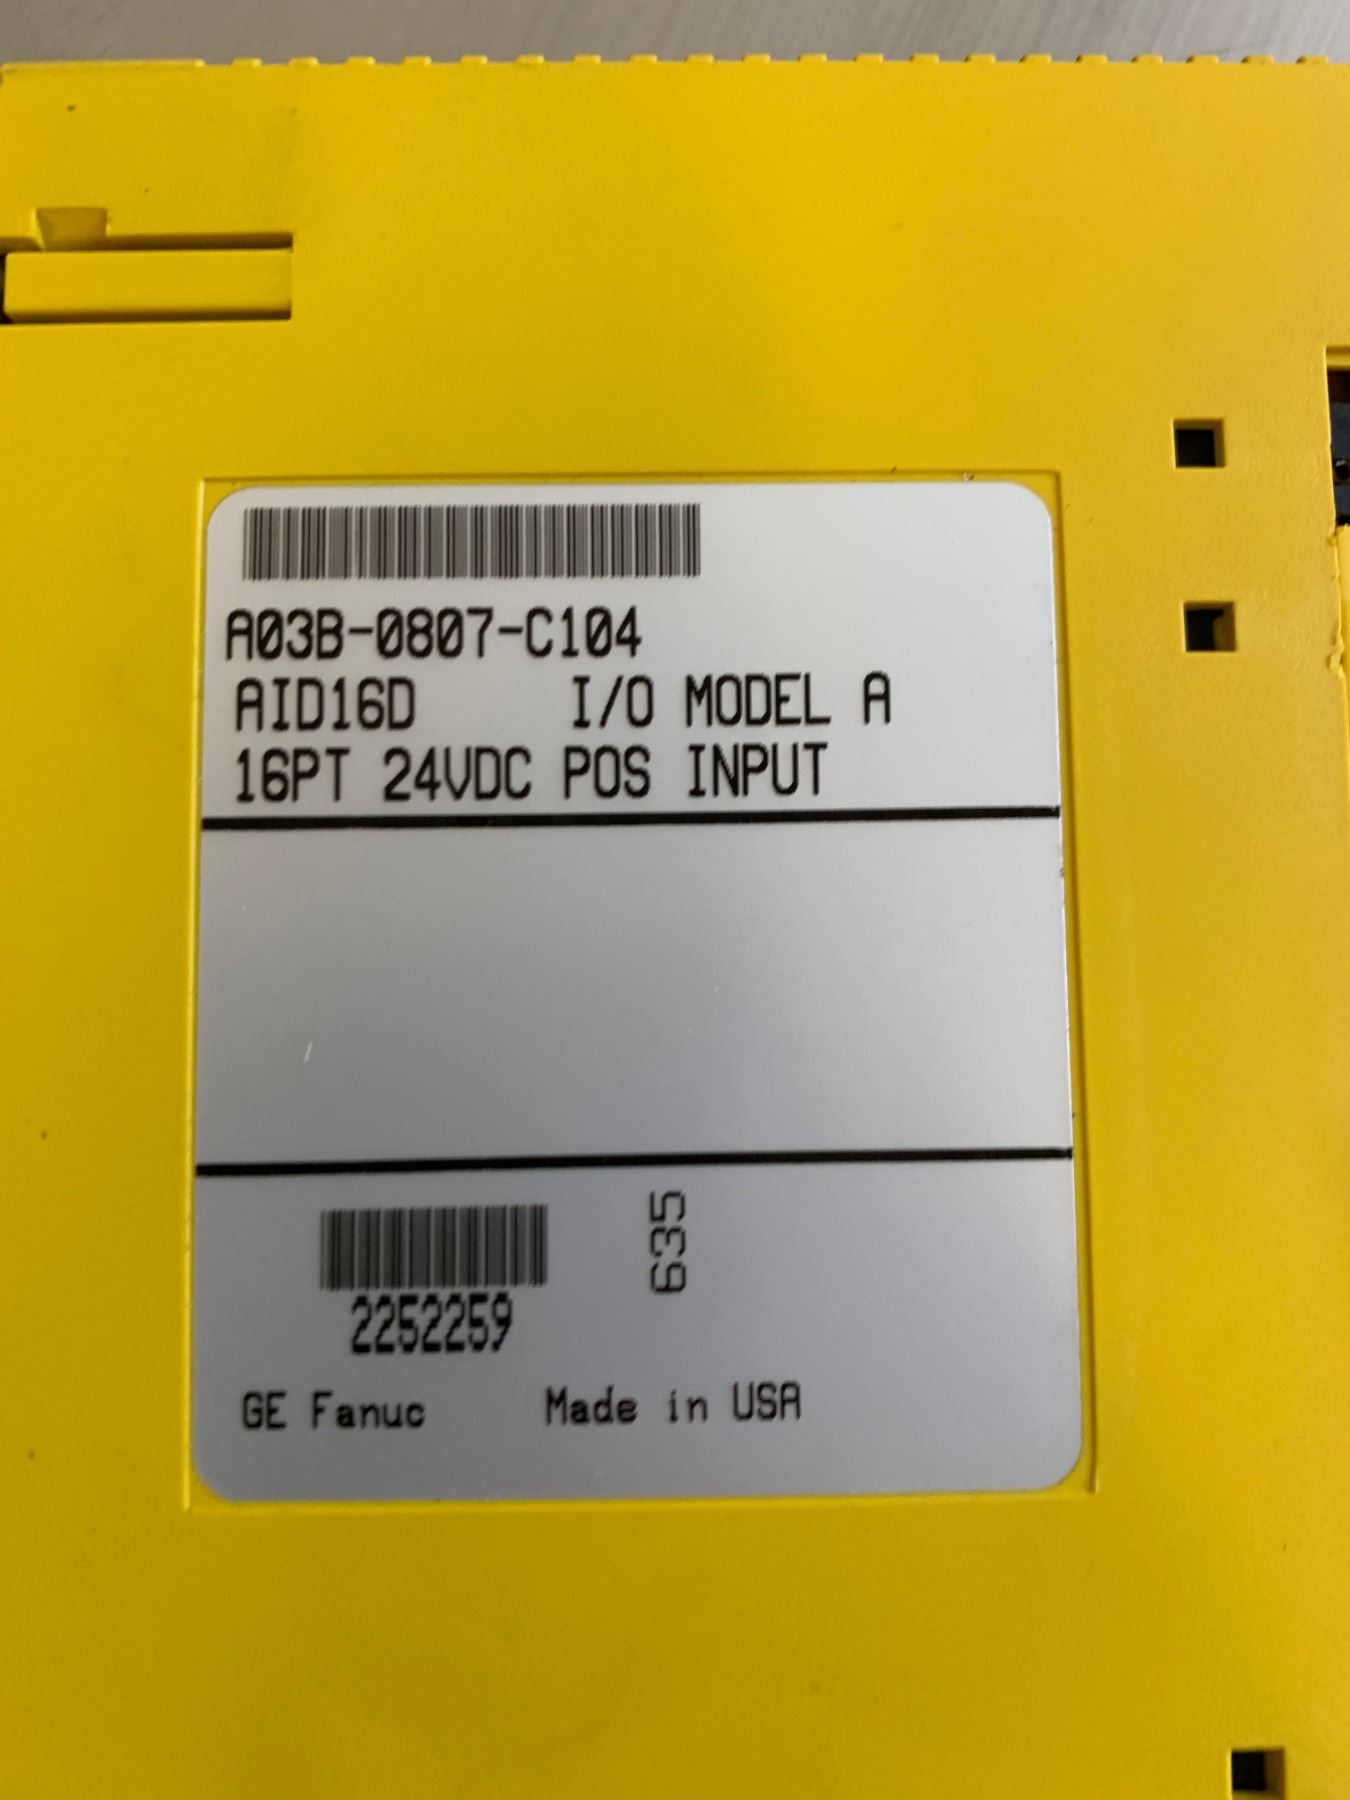 A03B-0807-C104
AID16D I/O MODEL A
16PT 24VDC POS INPUT
635
2252259
GE Fanuc Made in USA